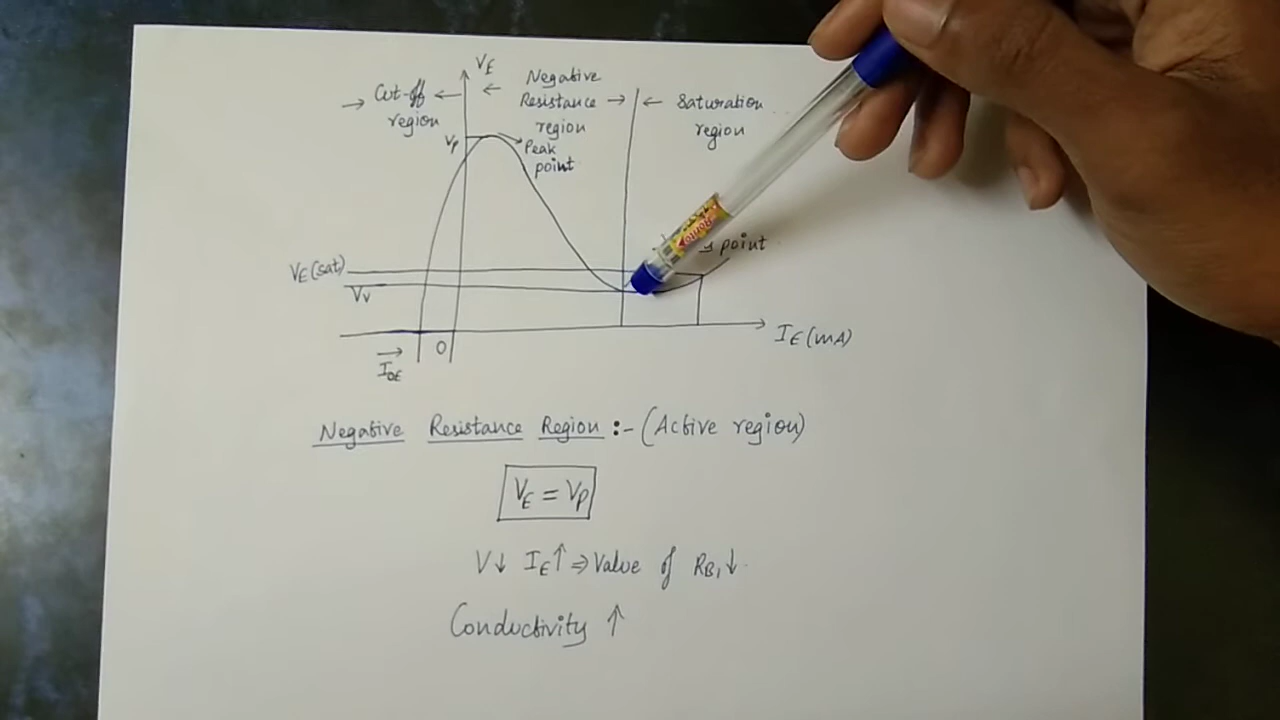 VE
→ Cut-off ←
region
← Negative
Resistance →
region
← Saturation
region
VP
Peak
point
point
VE(sat)
Vv
0
IE(mA)
→
IOE
Negative Resistance Region :- (Active region)
VE = VP
V↓ IE↑ ⇒ Value of RB1↓.
Conductivity ↑